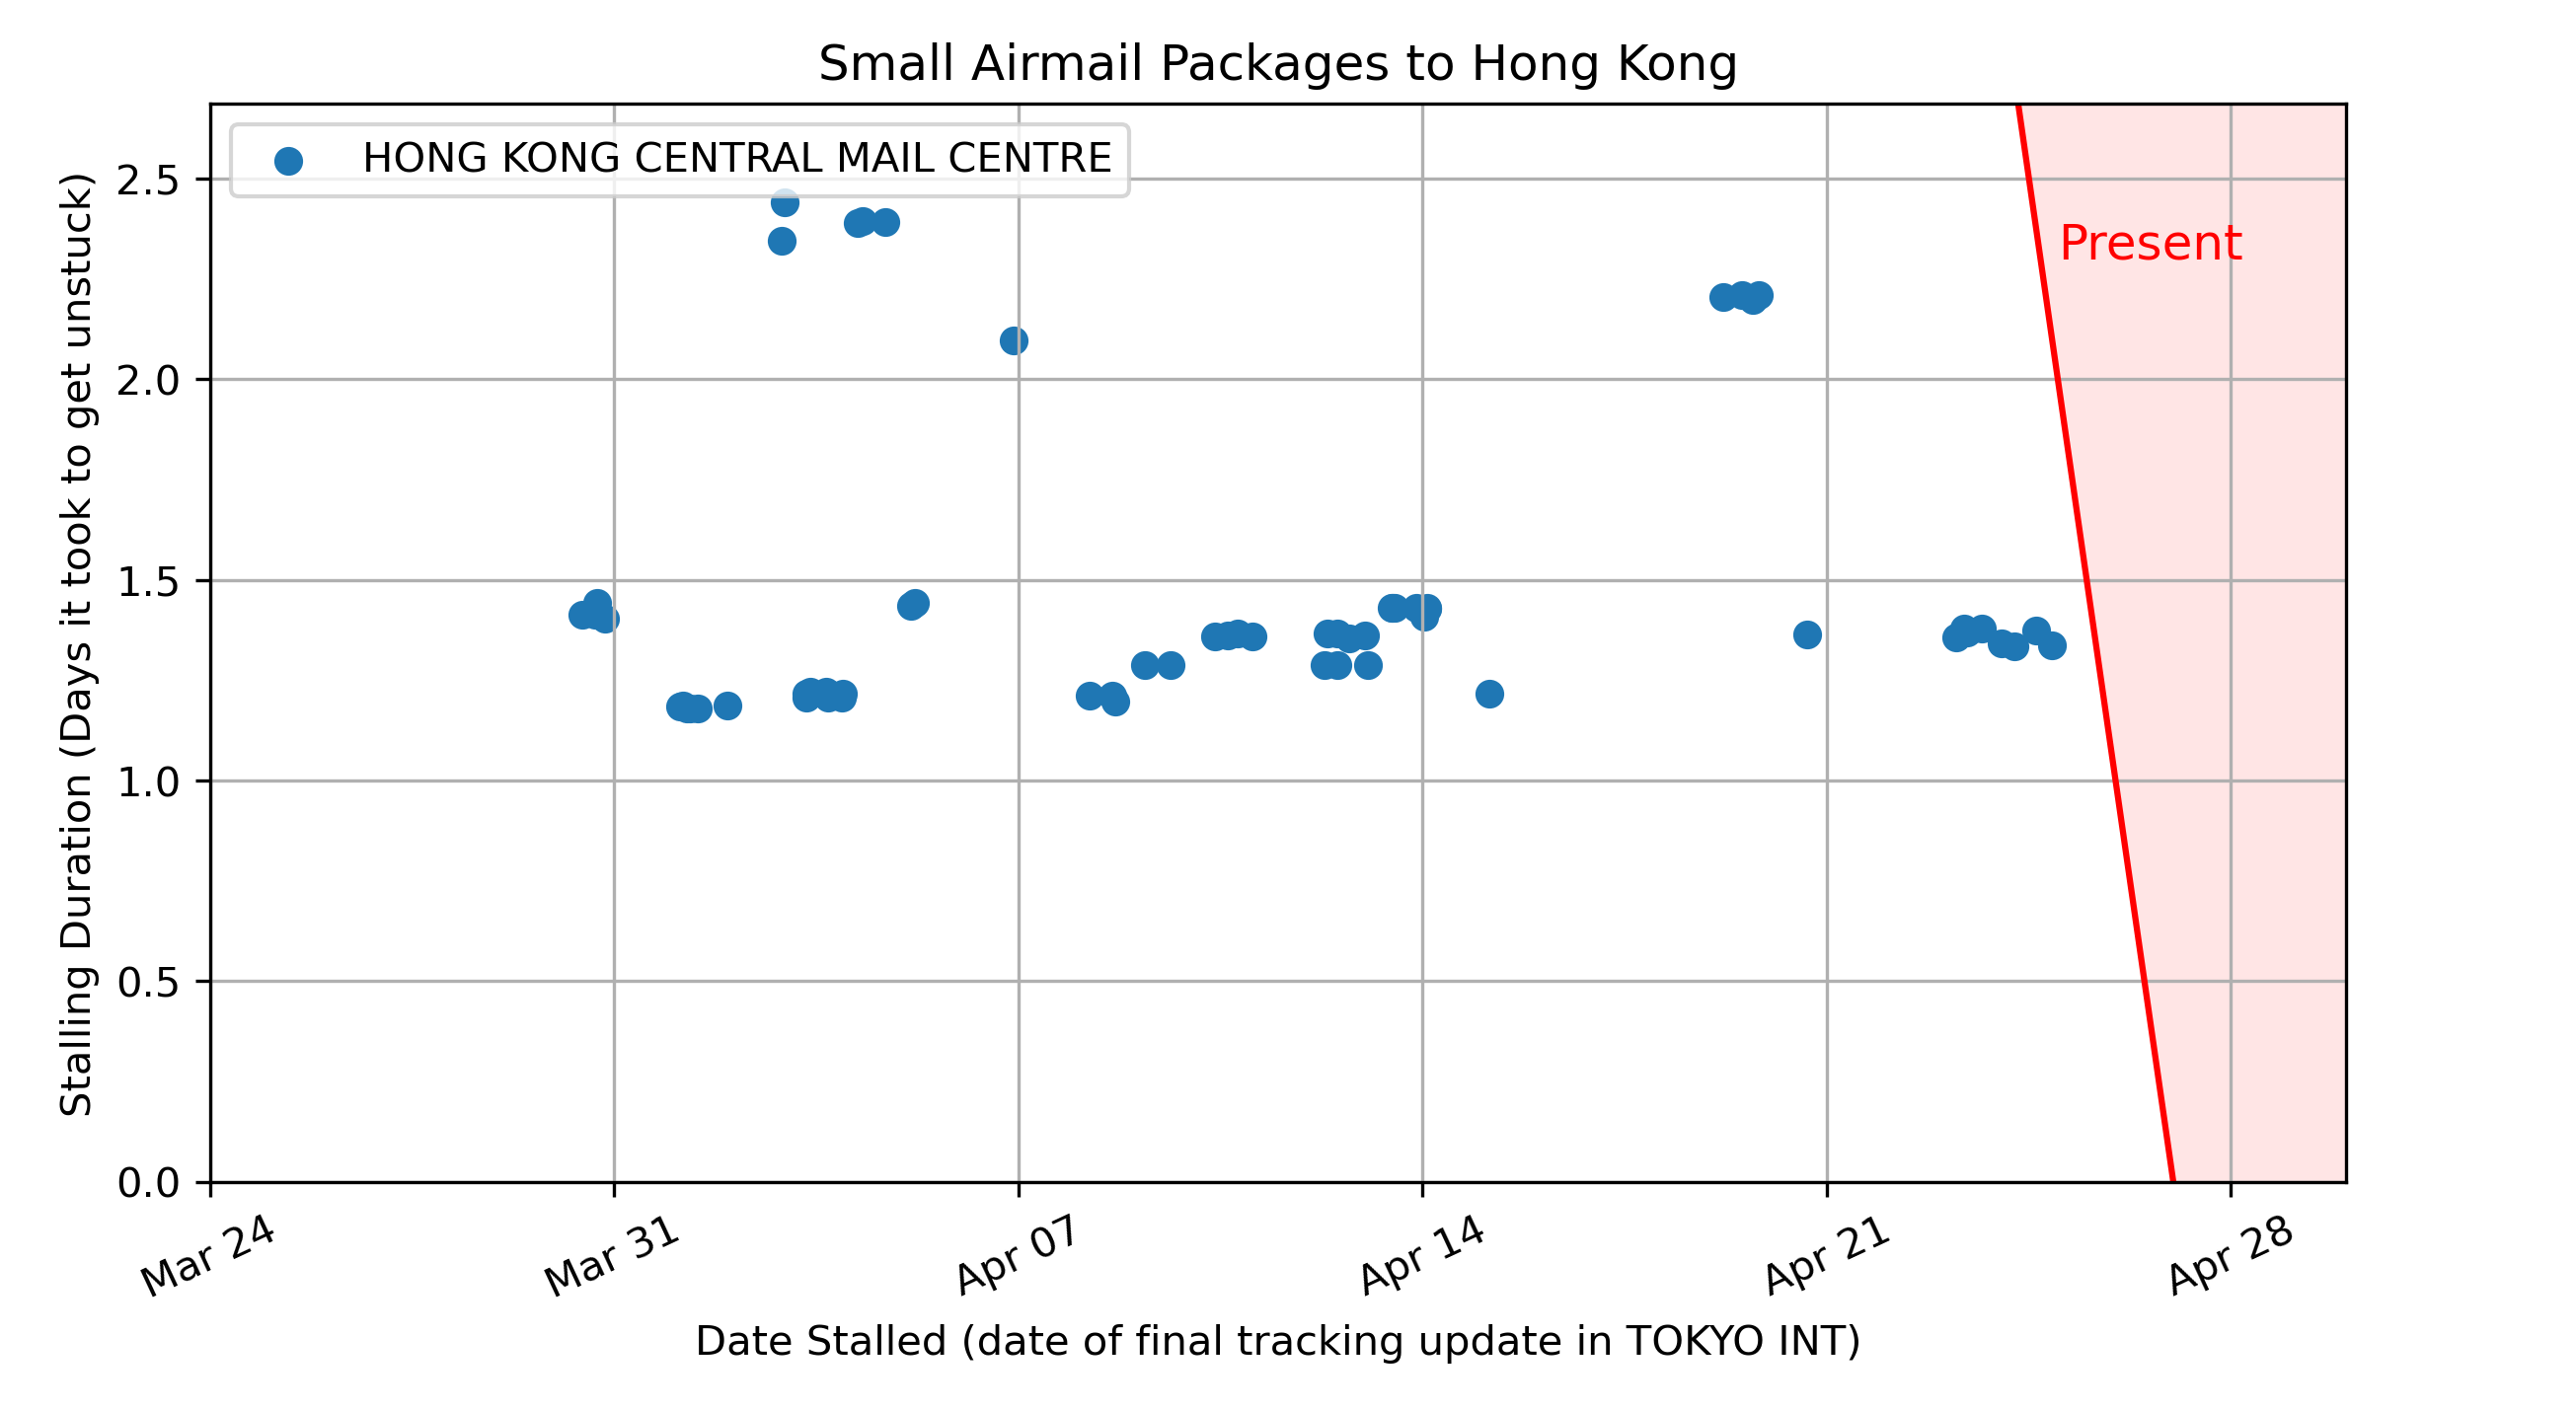 Small Airmail Packages to Hong Kong
HONG KONG CENTRAL MAIL CENTRE
Present
Stalling Duration (Days it took to get unstuck)
2.5
2.0
1.5
1.0
0.5
0.0
Mar 24
Mar 31
Apr 07
Apr 14
Apr 21
Apr 28
Date Stalled (date of final tracking update in TOKYO INT)